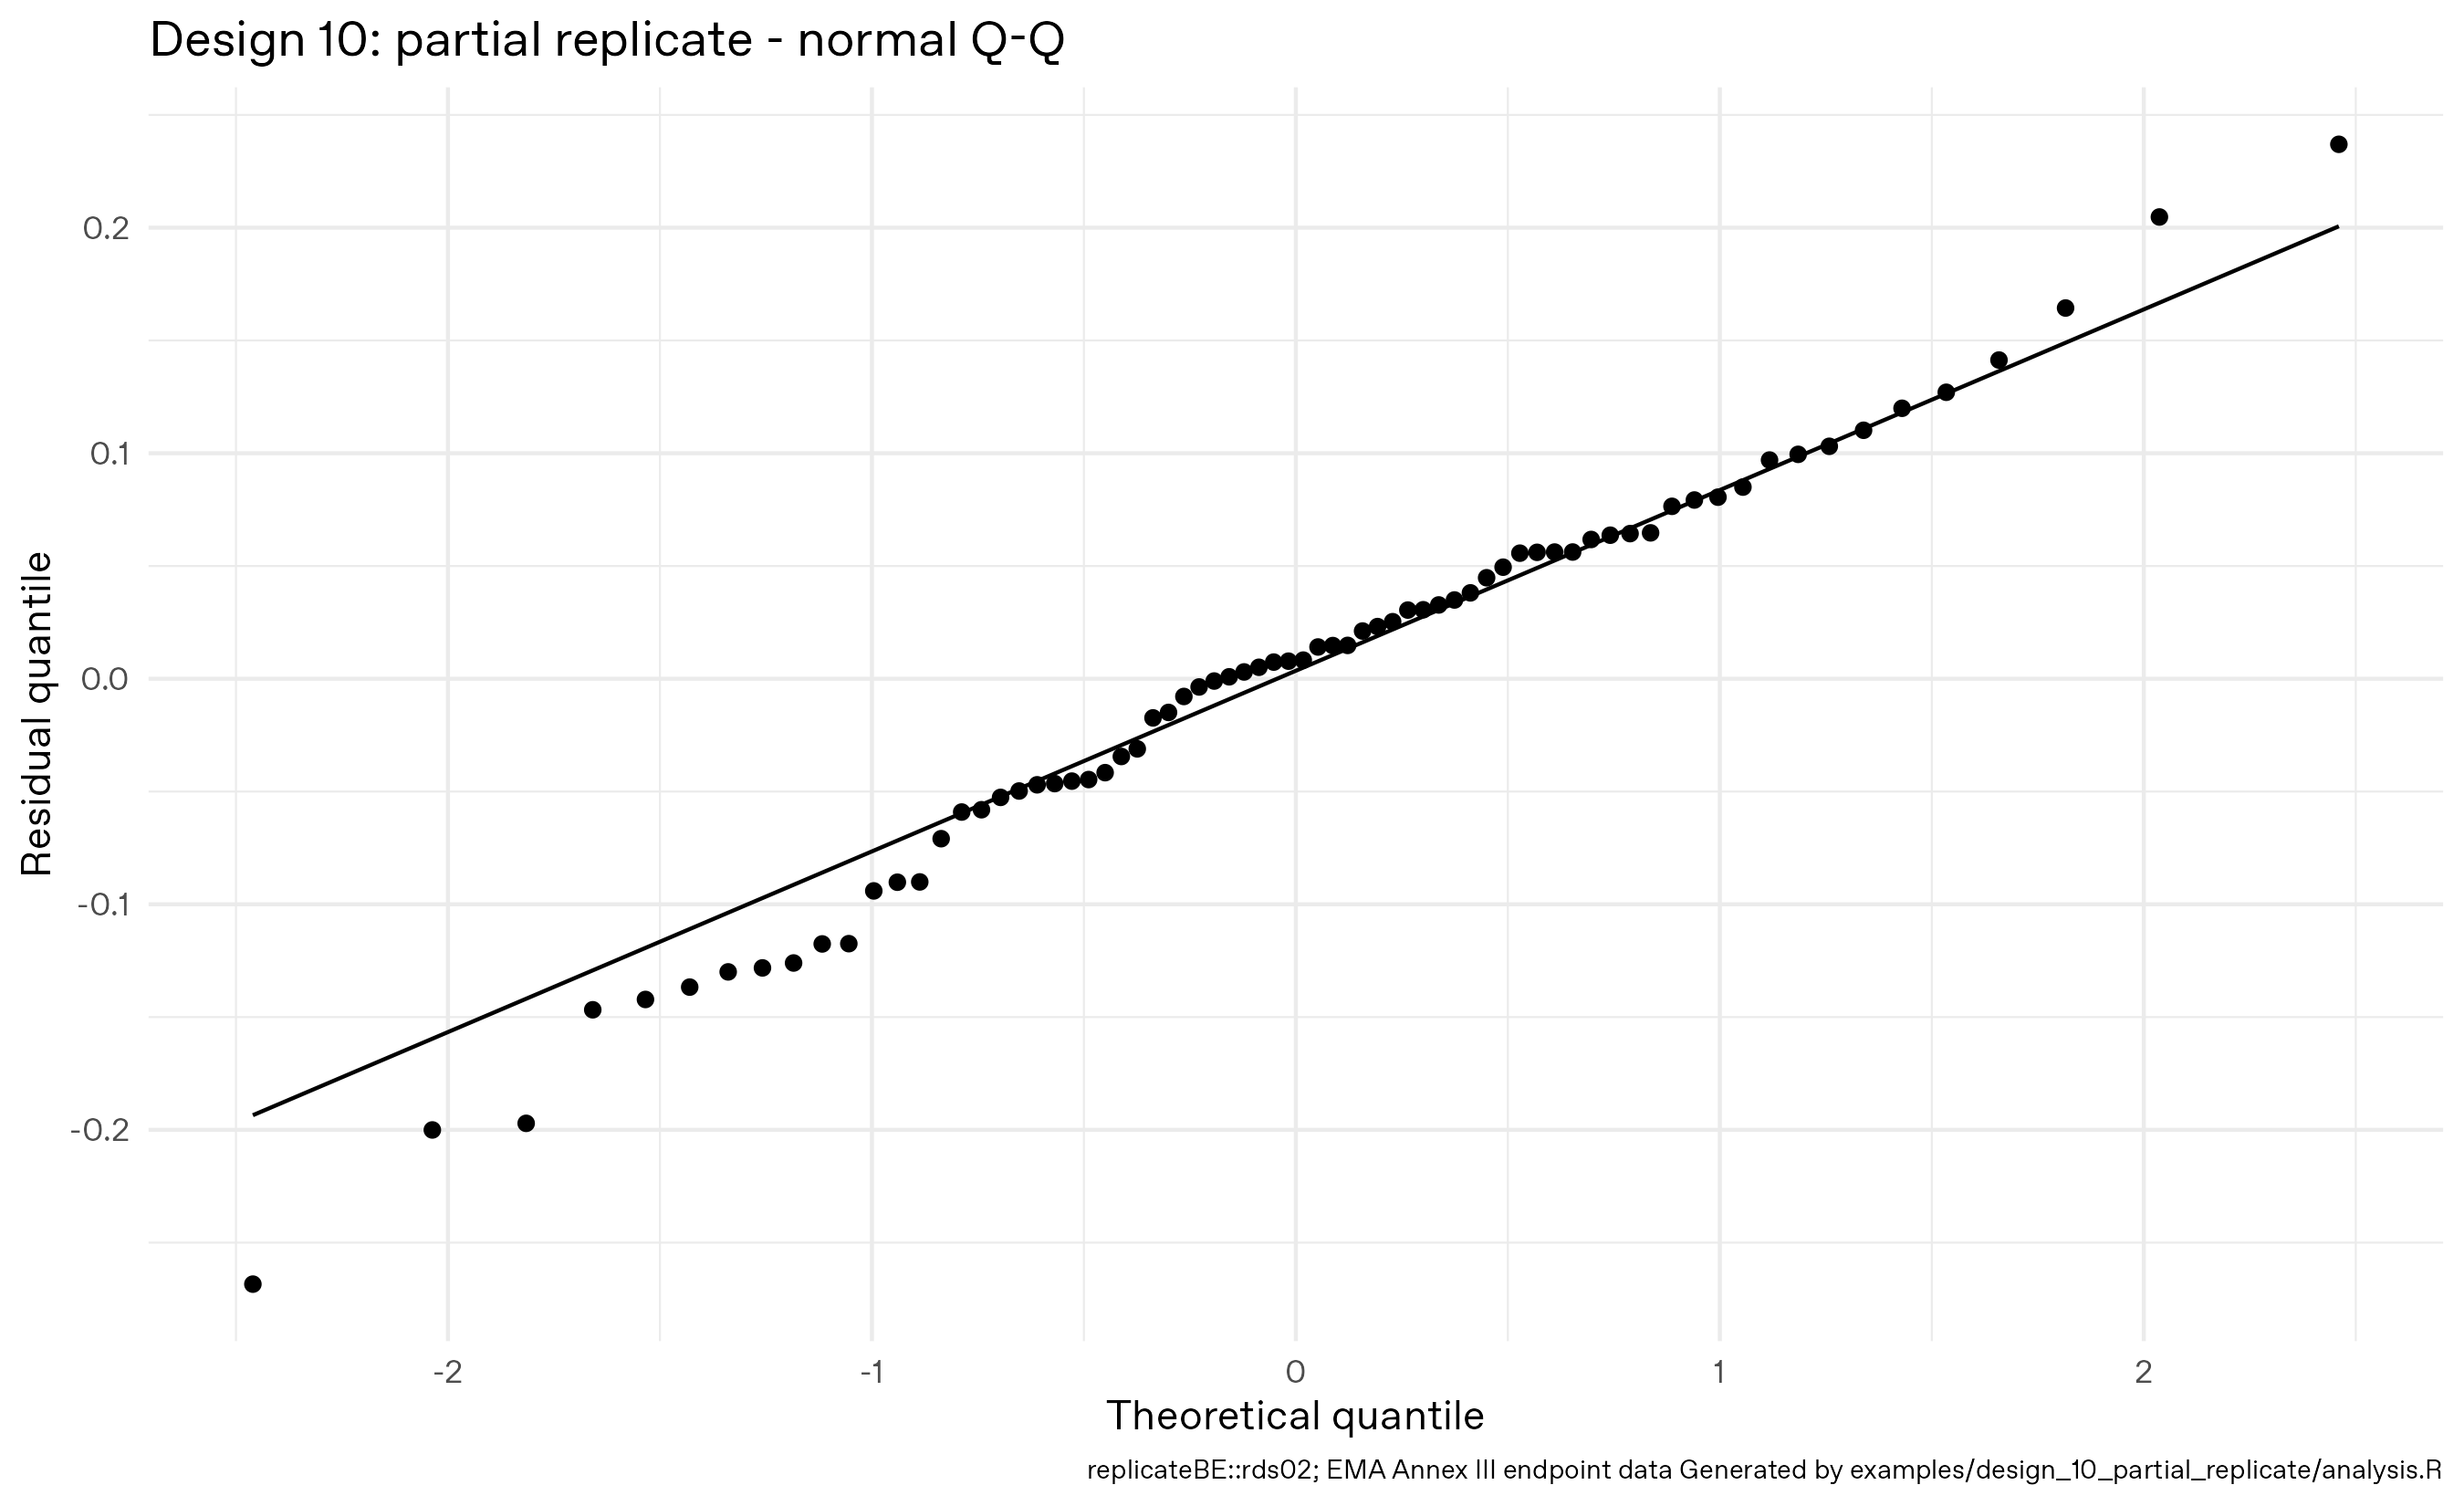 Design 10: partial replicate - normal Q-Q
Residual quantile
0.2
0.1
0.0
-0.1
-0.2
-2
-1
0
1
2
Theoretical quantile
replicateBE::rds02; EMA Annex III endpoint data Generated by examples/design_10_partial_replicate/analysis.R